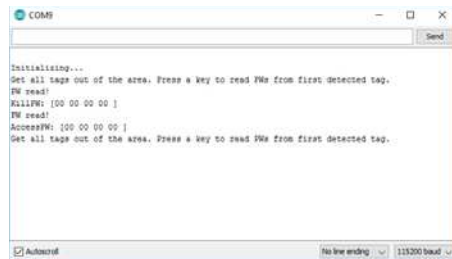 COM9
Send
Initializing...
Get all tags out of the area. Press a key to read PWs from first detected tag.
PW read!
KillPW: [00 00 00 00 ]
PW read!
AccessPW: [00 00 00 00 ]
Get all tags out of the area. Press a key to read PWs from first detected tag.
Autoscroll
No line ending
115200 baud